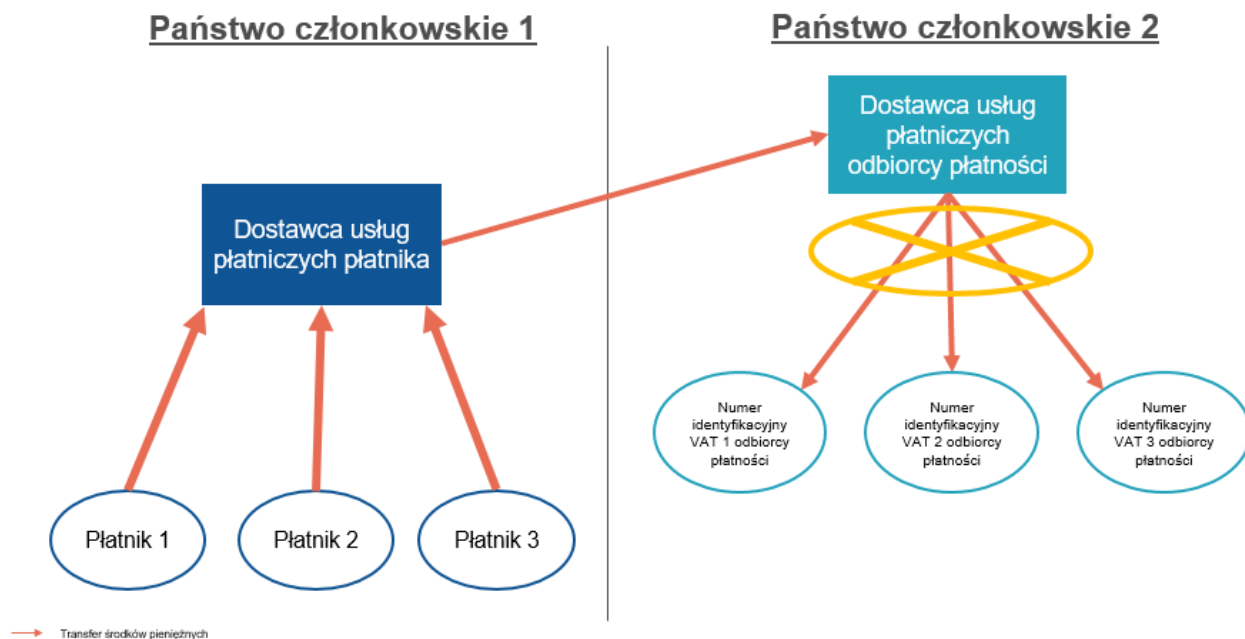 Państwo członkowskie 1
Państwo członkowskie 2
Dostawca usług
płatniczych
odbiorcy płatności
Dostawca usług
płatniczych płatnika
Numer
identyfikacyjny
VAT 1 odbiorcy
płatności
Numer
identyfikacyjny
VAT 2 odbiorcy
płatności
Numer
identyfikacyjny
VAT 3 odbiorcy
płatności
Płatnik 1
Płatnik 2
Płatnik 3
Transfer środków pieniężnych